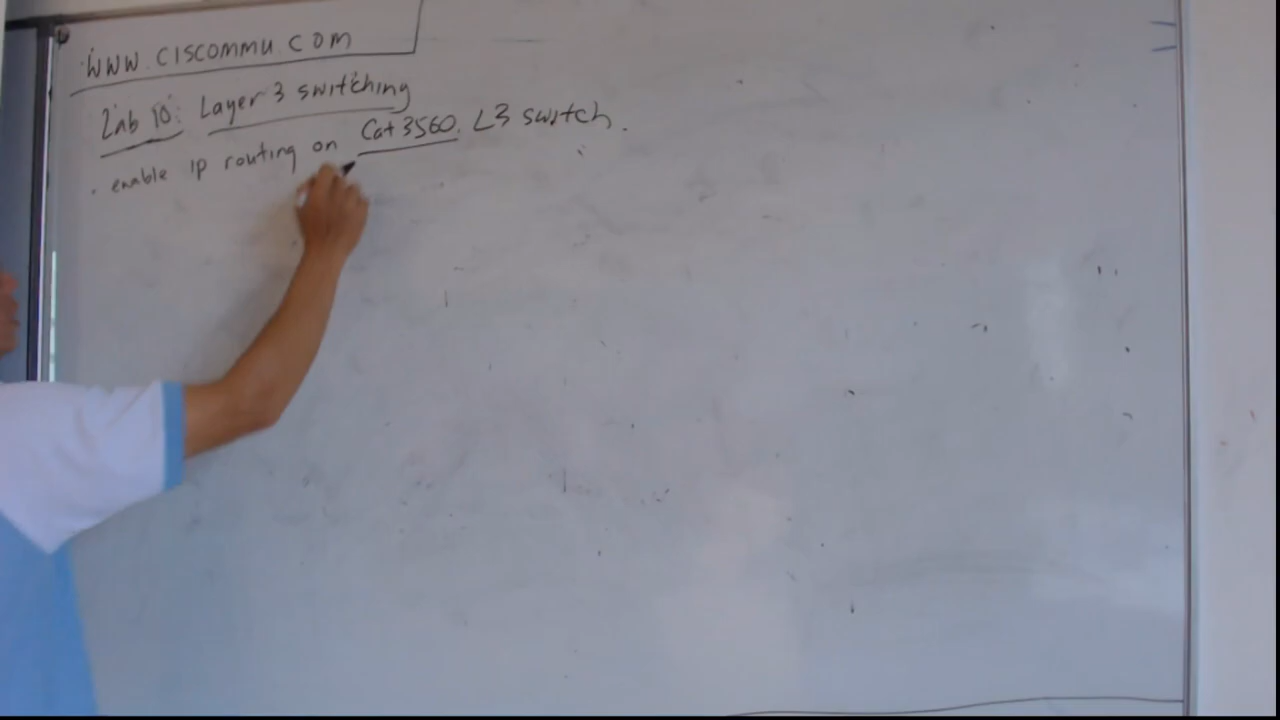 WWW.CISCOMMU.COM
Lab 10: Layer 3 switching
. enable ip routing on Cat 3560. L3 switch.